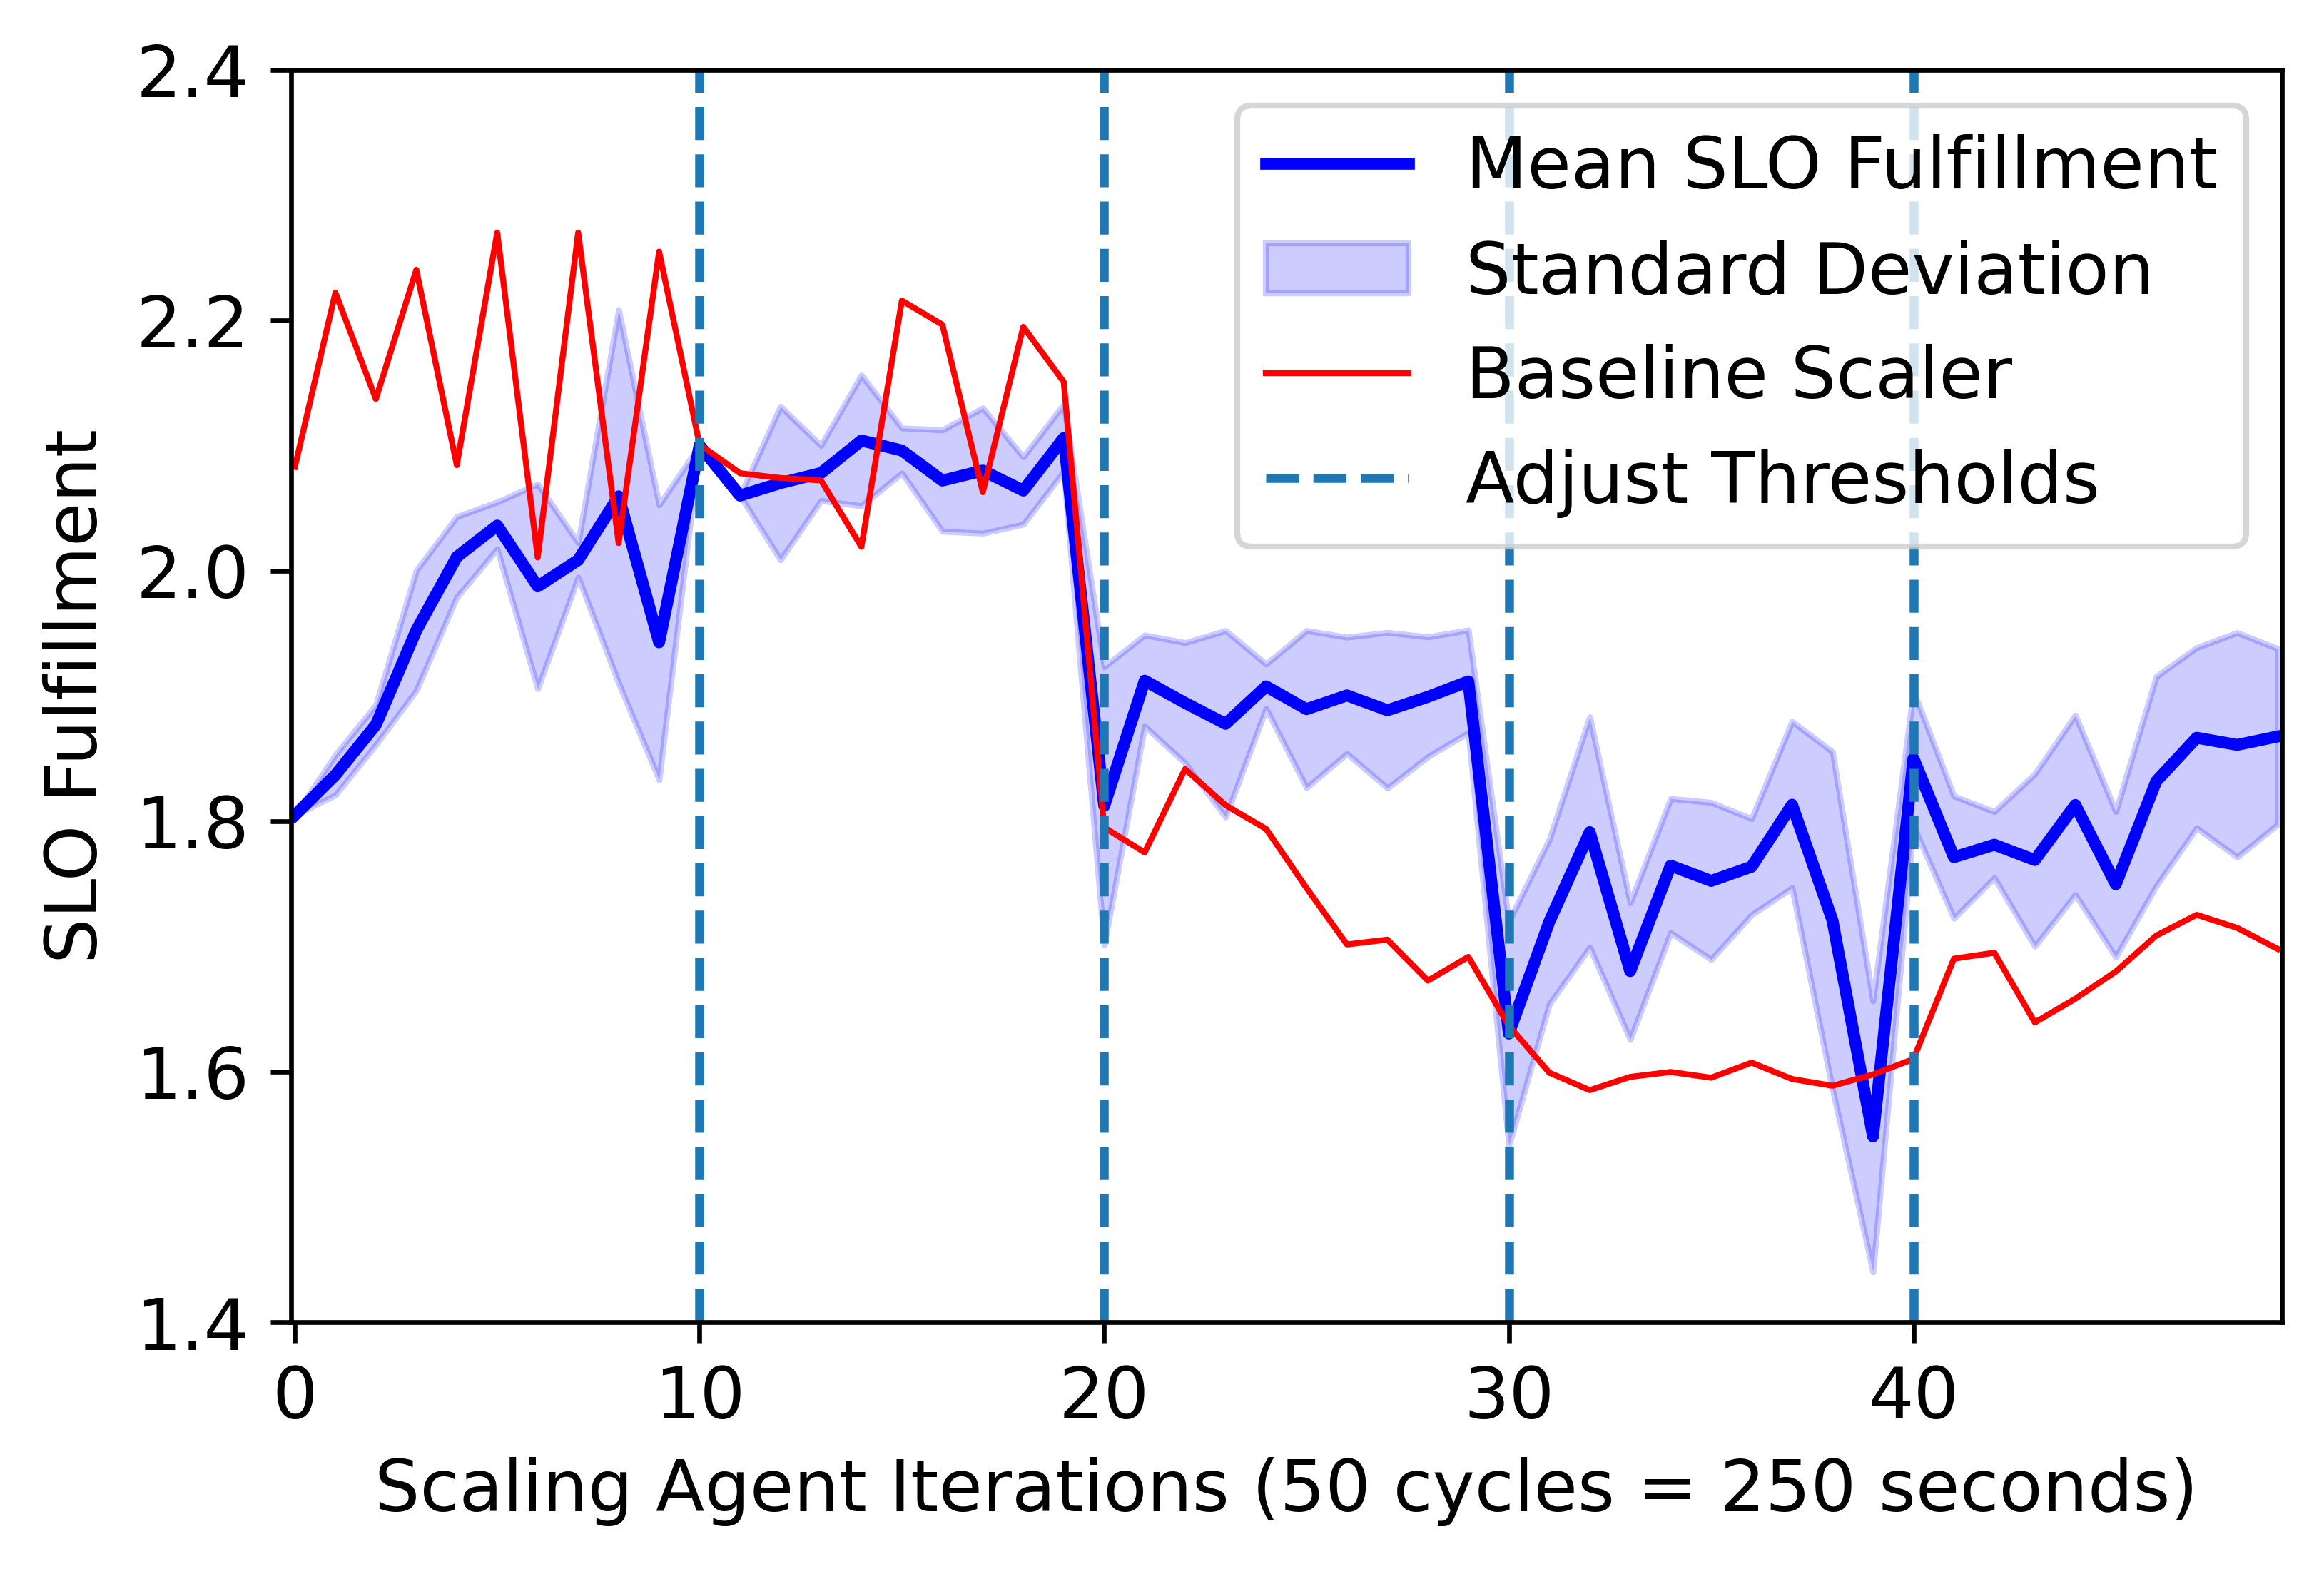 2.4
2.2
2.0
1.8
1.6
1.4
SLO Fulfillment
Mean SLO Fulfillment
Standard Deviation
Baseline Scaler
Adjust Thresholds
0 10 20 30 40
Scaling Agent Iterations (50 cycles = 250 seconds)